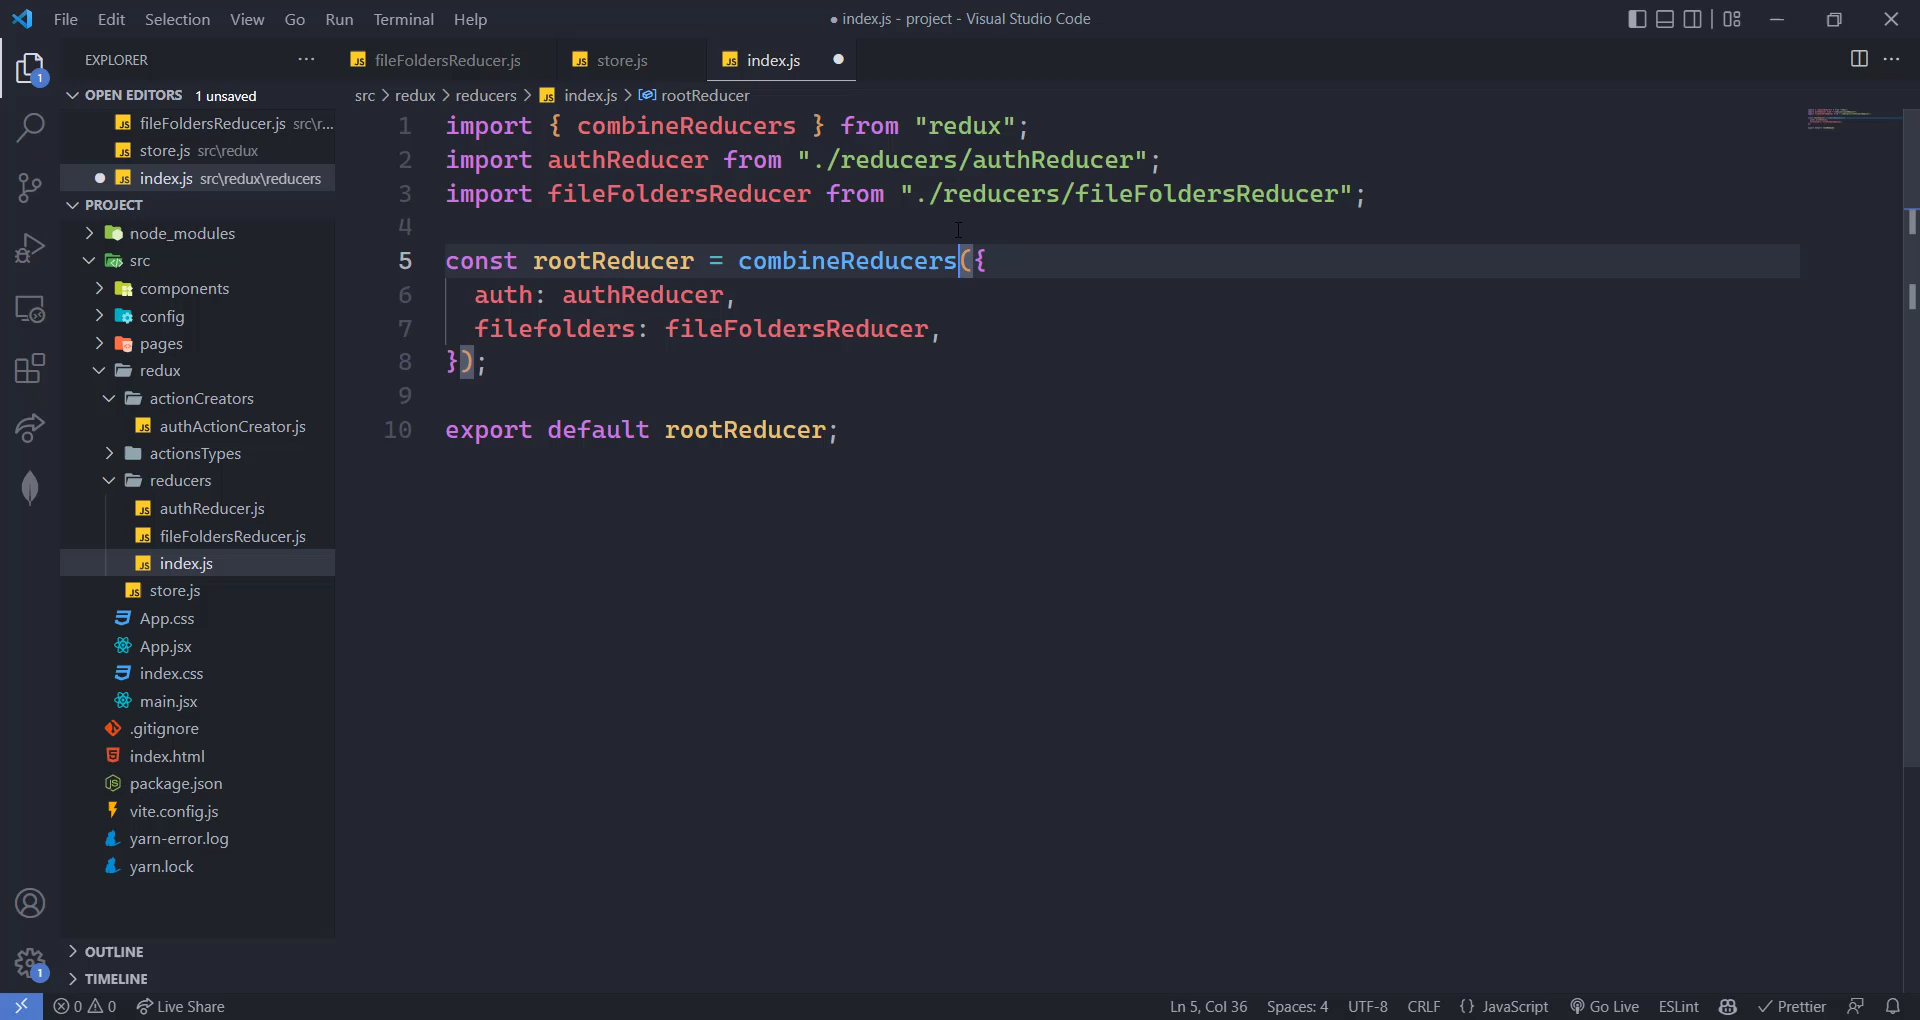 File Edit Selection View Go Run Terminal Help
● index.js - project - Visual Studio Code
EXPLORER
fileFoldersReducer.js
store.js
index.js
OPEN EDITORS 1 unsaved
fileFoldersReducer.js src\r...
store.js src\redux
index.js src\redux\reducers
PROJECT
node_modules
src
components
config
pages
redux
actionCreators
authActionCreator.js
actionsTypes
reducers
authReducer.js
fileFoldersReducer.js
index.js
store.js
App.css
App.jsx
index.css
main.jsx
.gitignore
index.html
package.json
vite.config.js
yarn-error.log
yarn.lock
OUTLINE
TIMELINE
1
1
src > redux > reducers > index.js > rootReducer
1 import { combineReducers } from "redux";
2 import authReducer from "./reducers/authReducer";
3 import fileFoldersReducer from "./reducers/fileFoldersReducer";
4
5 const rootReducer = combineReducers({
6 auth: authReducer,
7 filefolders: fileFoldersReducer,
8 });
9
10 export default rootReducer;
0 0 Live Share
Ln 5, Col 36 Spaces: 4 UTF-8 CRLF {} JavaScript Go Live ESLint Prettier